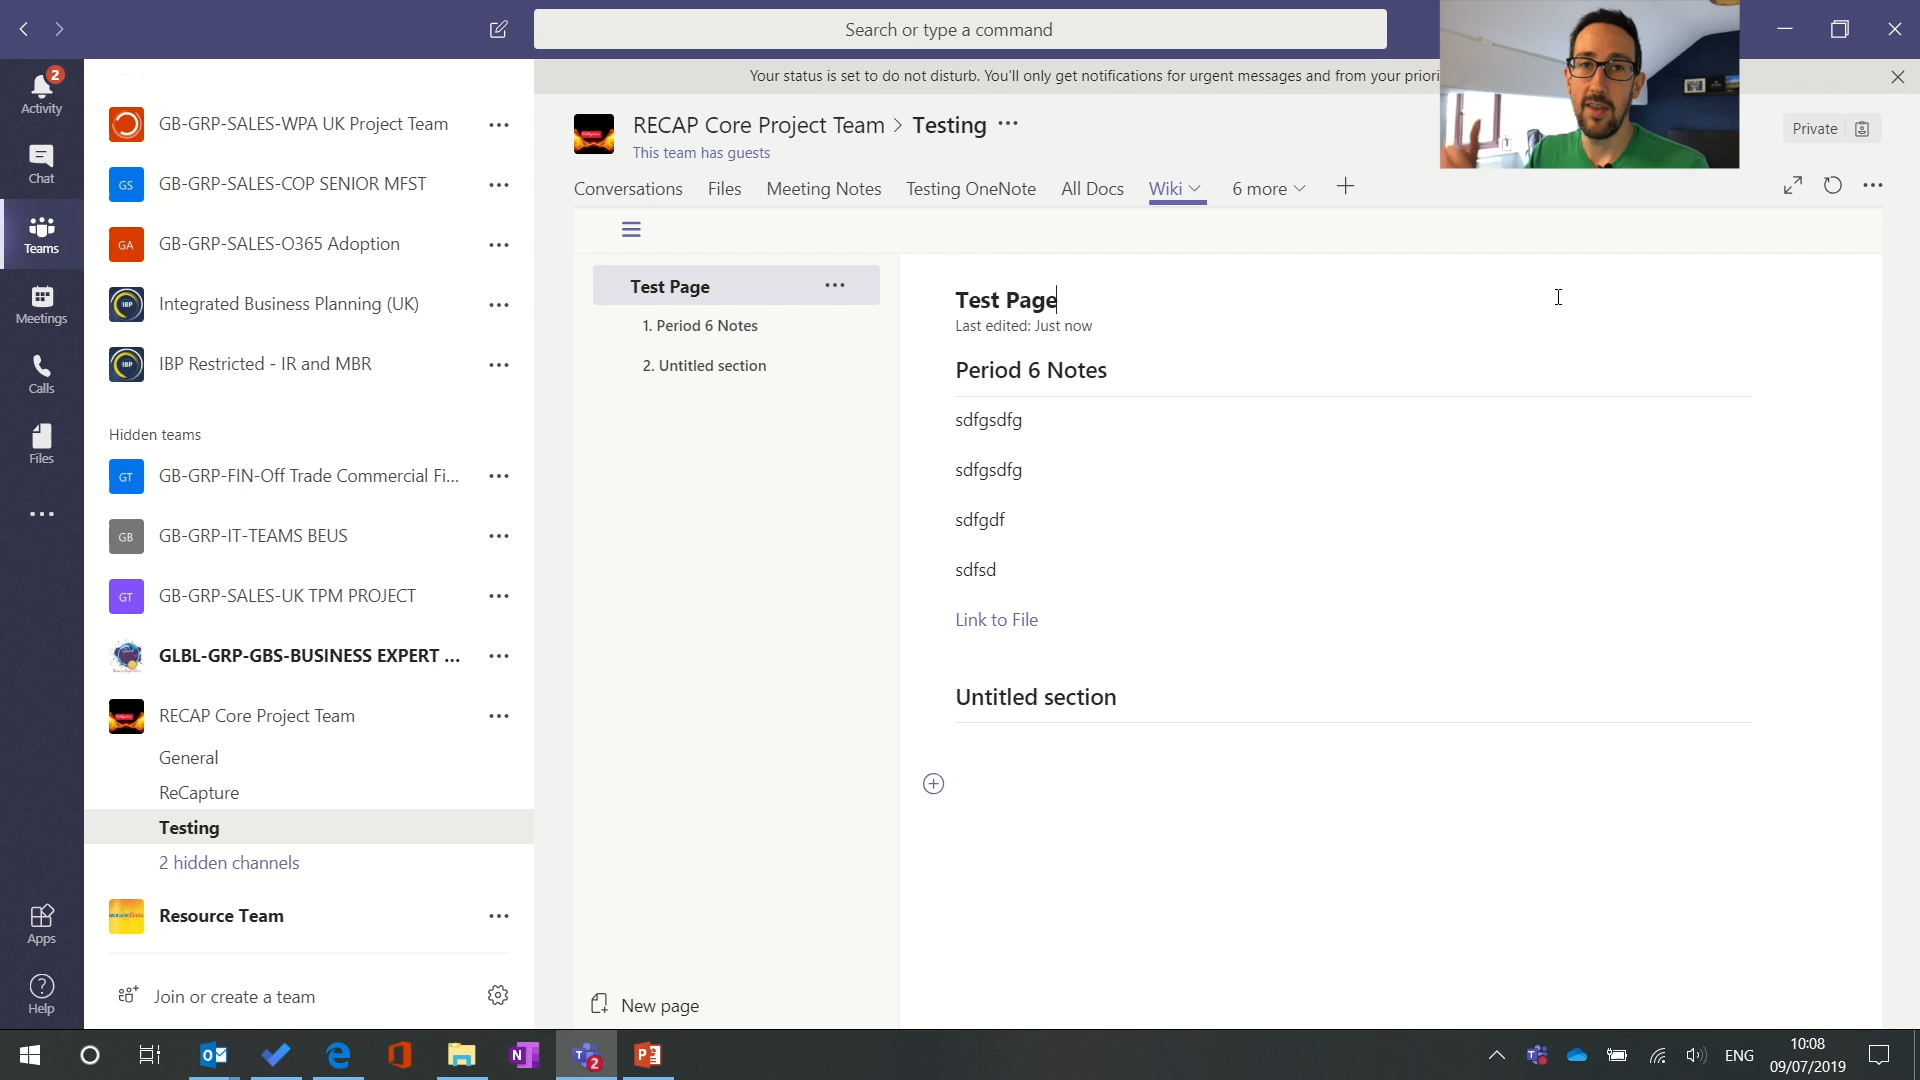 Search or type a command
2
Activity
Chat
Teams
Meetings
Calls
Files
Apps
Help
GB-GRP-SALES-WPA UK Project Team
GS
GB-GRP-SALES-COP SENIOR MFST
GA
GB-GRP-SALES-O365 Adoption
IBP
Integrated Business Planning (UK)
IBP
IBP Restricted - IR and MBR
Hidden teams
GT
GB-GRP-FIN-Off Trade Commercial Fi...
GB
GB-GRP-IT-TEAMS BEUS
GT
GB-GRP-SALES-UK TPM PROJECT
GLBL-GRP-GBS-BUSINESS EXPERT ...
RECAP Core Project Team
General
ReCapture
Testing
2 hidden channels
Resource Team
Join or create a team
Your status is set to do not disturb. You'll only get notifications for urgent messages and from your priori
RECAP Core Project Team > Testing
This team has guests
Private
Conversations Files Meeting Notes Testing OneNote All Docs Wiki 6 more
Test Page
1. Period 6 Notes
2. Untitled section
New page
Test Page
Last edited: Just now
Period 6 Notes
sdfgsdfg
sdfgsdfg
sdfgdf
sdfsd
Link to File
Untitled section
2
ENG
10:08
09/07/2019